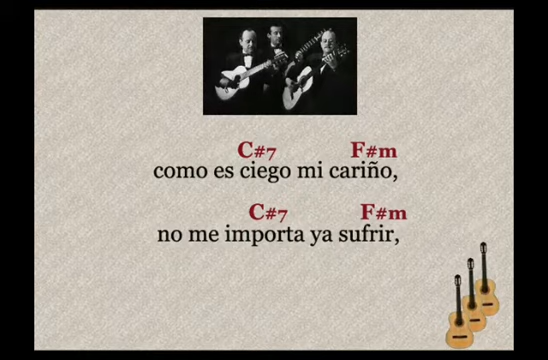 C#7 F#m
como es ciego mi cariño,
C#7 F#m
no me importa ya sufrir,